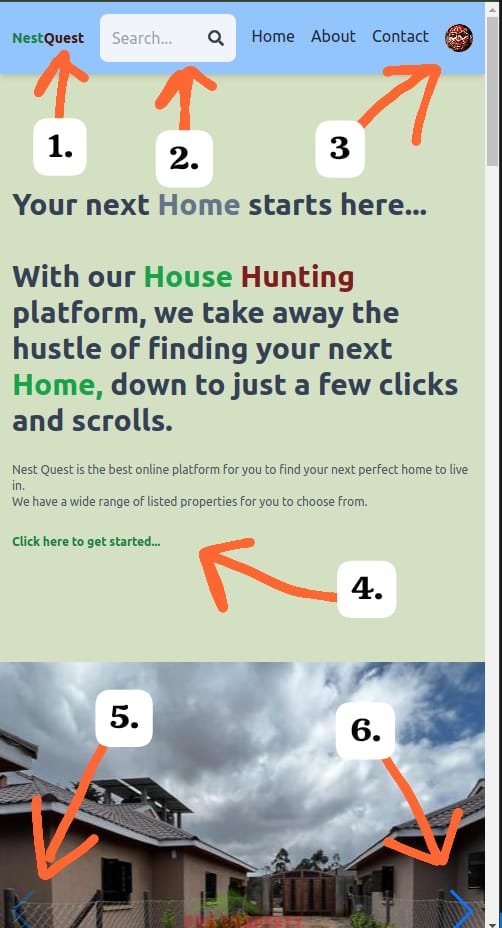 NestQuest Search... Home About Contact
1. 2. 3
Your next Home starts here...
With our House Hunting
platform, we take away the
hustle of finding your next
Home, down to just a few clicks
and scrolls.
Nest Quest is the best online platform for you to find your next perfect home to live
in.
We have a wide range of listed properties for you to choose from.
Click here to get started...
4.
5. 6.